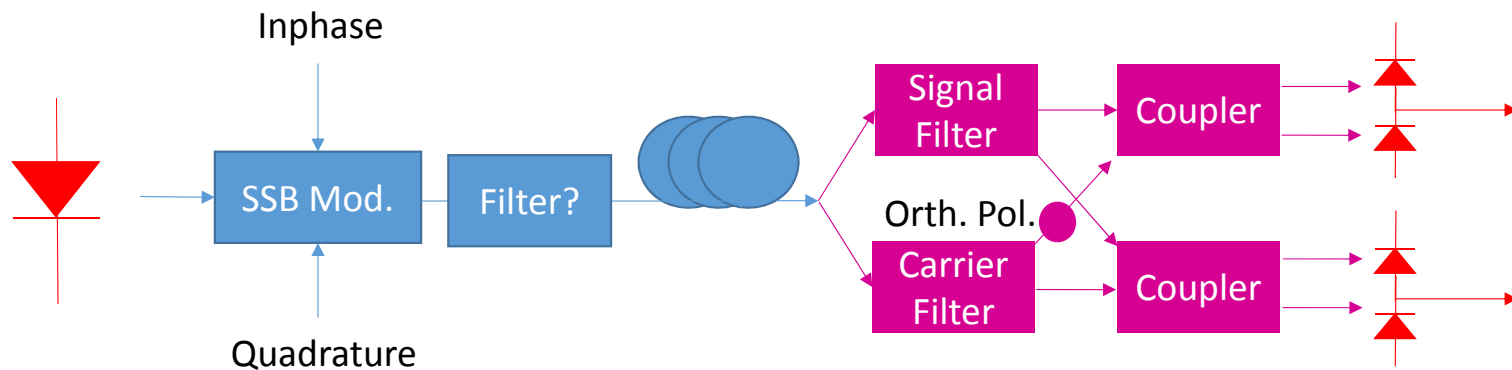 Inphase
SSB Mod.
Filter?
Quadrature
Signal
Filter
Coupler
Orth. Pol.
Carrier
Filter
Coupler